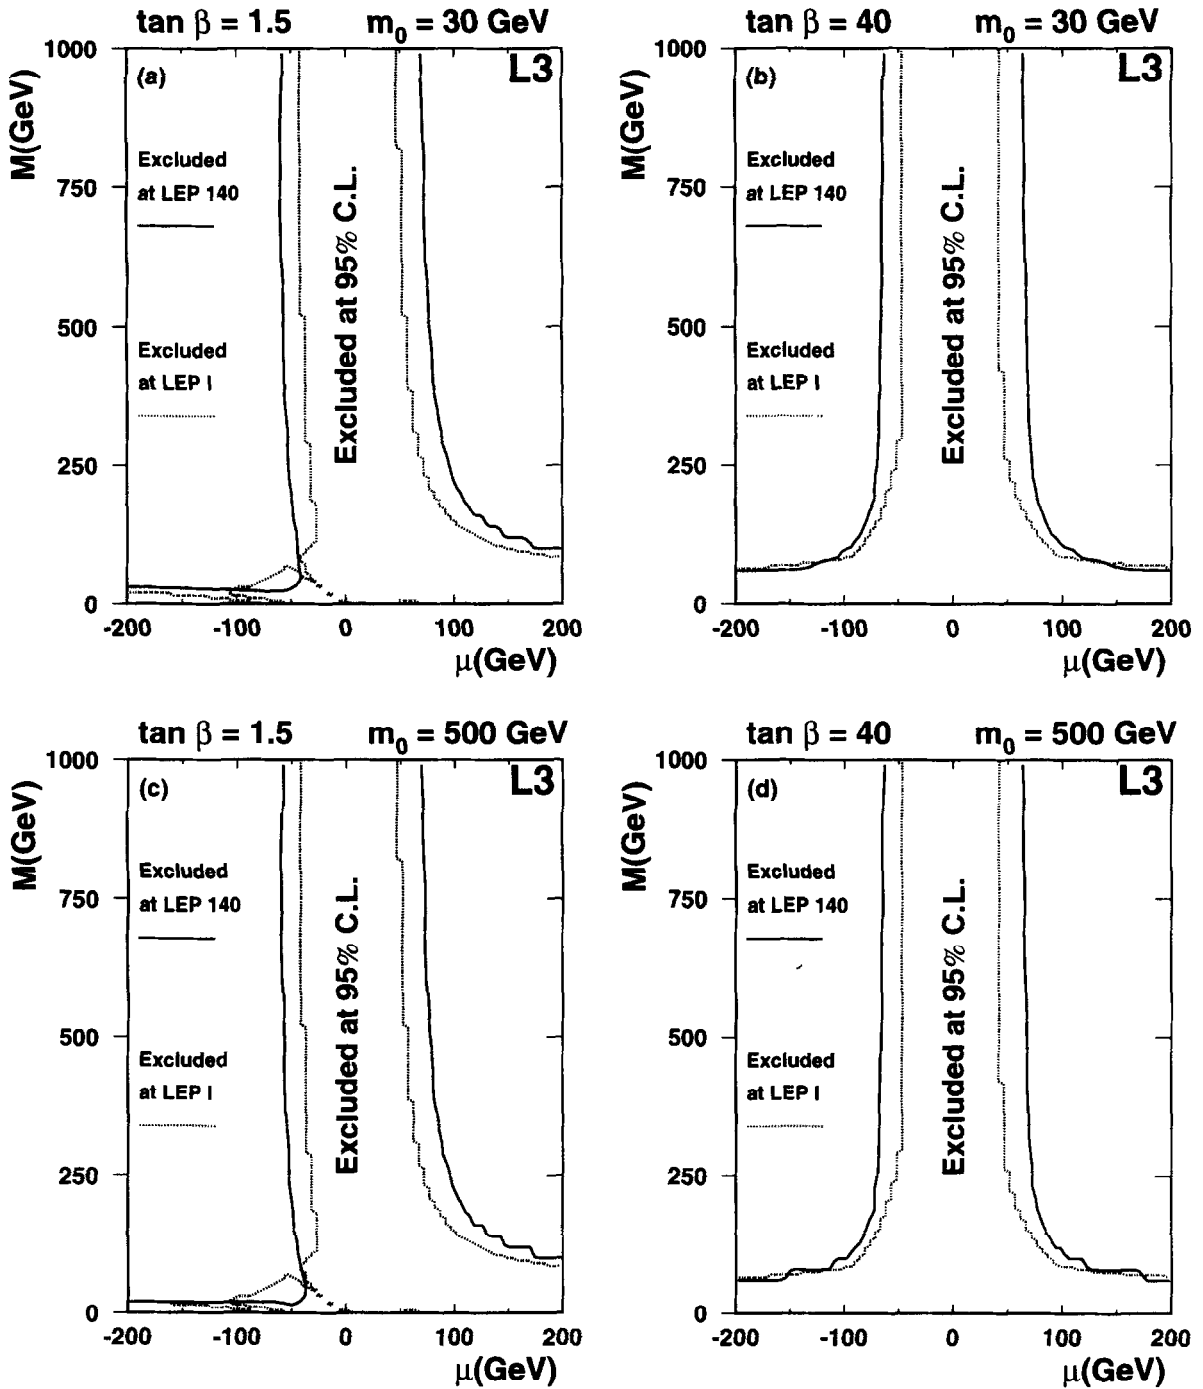 tan β = 1.5 m₀ = 30 GeV
(a) L3
M(GeV)
1000
750
500
250
0
Excluded
at LEP 140
Excluded
at LEP I
Excluded at 95% C.L.
-200 -100 0 100 200
μ(GeV)
tan β = 40 m₀ = 30 GeV
(b) L3
M(GeV)
1000
750
500
250
0
Excluded
at LEP 140
Excluded
at LEP I
Excluded at 95% C.L.
-200 -100 0 100 200
μ(GeV)
tan β = 1.5 m₀ = 500 GeV
(c) L3
M(GeV)
1000
750
500
250
0
Excluded
at LEP 140
Excluded
at LEP I
Excluded at 95% C.L.
-200 -100 0 100 200
μ(GeV)
tan β = 40 m₀ = 500 GeV
(d) L3
M(GeV)
1000
750
500
250
0
Excluded
at LEP 140
Excluded
at LEP I
Excluded at 95% C.L.
-200 -100 0 100 200
μ(GeV)